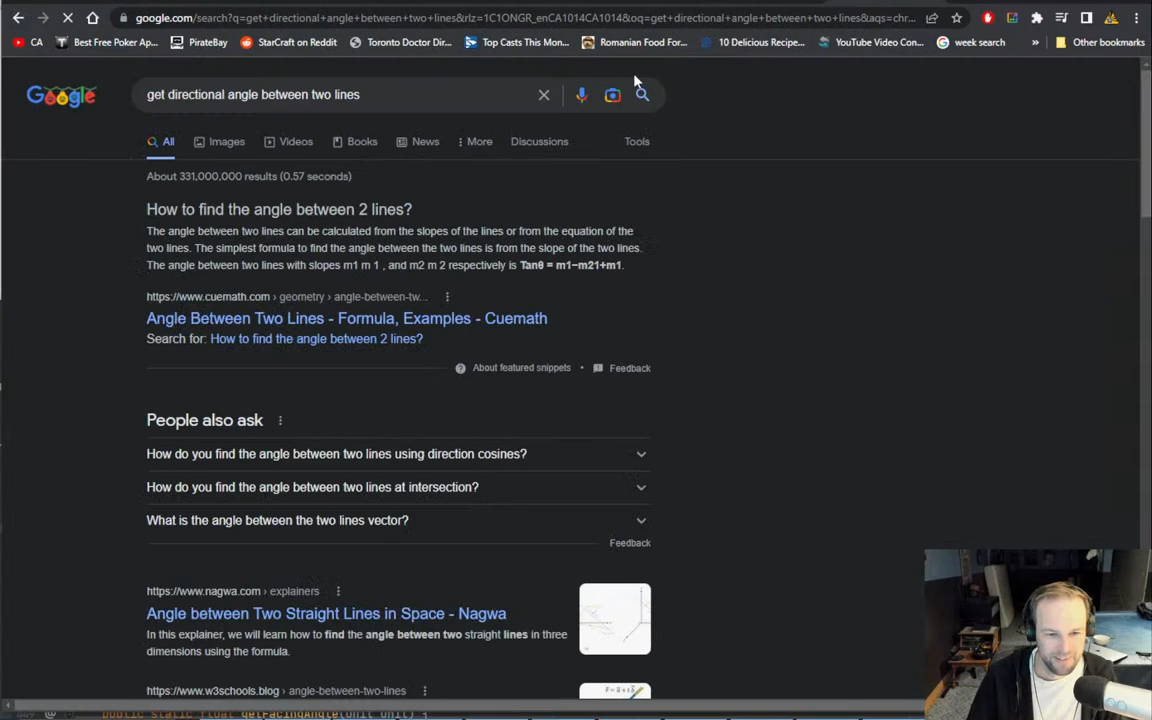 google.com/search?q=get+directional+angle+between+two+lines&rlz=1C1ONGR_enCA1014CA1014&oq=get+directional+angle+between+two+lines&aqs=chr...
CA
Best Free Poker Ap...
PirateBay
StarCraft on Reddit
Toronto Doctor Dir...
Top Casts This Mon...
Romanian Food For...
10 Delicious Recipe...
YouTube Video Con...
week search
»
Other bookmarks
Google
get directional angle between two lines
All
Images
Videos
Books
News
More
Discussions
Tools
About 331,000,000 results (0.57 seconds)
How to find the angle between 2 lines?
The angle between two lines can be calculated from the slopes of the lines or from the equation of the
two lines. The simplest formula to find the angle between the two lines is from the slope of the two lines.
The angle between two lines with slopes m1 m 1 , and m2 m 2 respectively is Tanθ = m1−m21+m1.
https://www.cuemath.com › geometry › angle-between-tw...
Angle Between Two Lines - Formula, Examples - Cuemath
Search for: How to find the angle between 2 lines?
About featured snippets • Feedback
People also ask
How do you find the angle between two lines using direction cosines?
How do you find the angle between two lines at intersection?
What is the angle between the two lines vector?
Feedback
https://www.nagwa.com › explainers
Angle between Two Straight Lines in Space - Nagwa
In this explainer, we will learn how to find the angle between two straight lines in three
dimensions using the formula.
https://www.w3schools.blog › angle-between-two-lines
public static float getFacingAngle(Unit unit) {